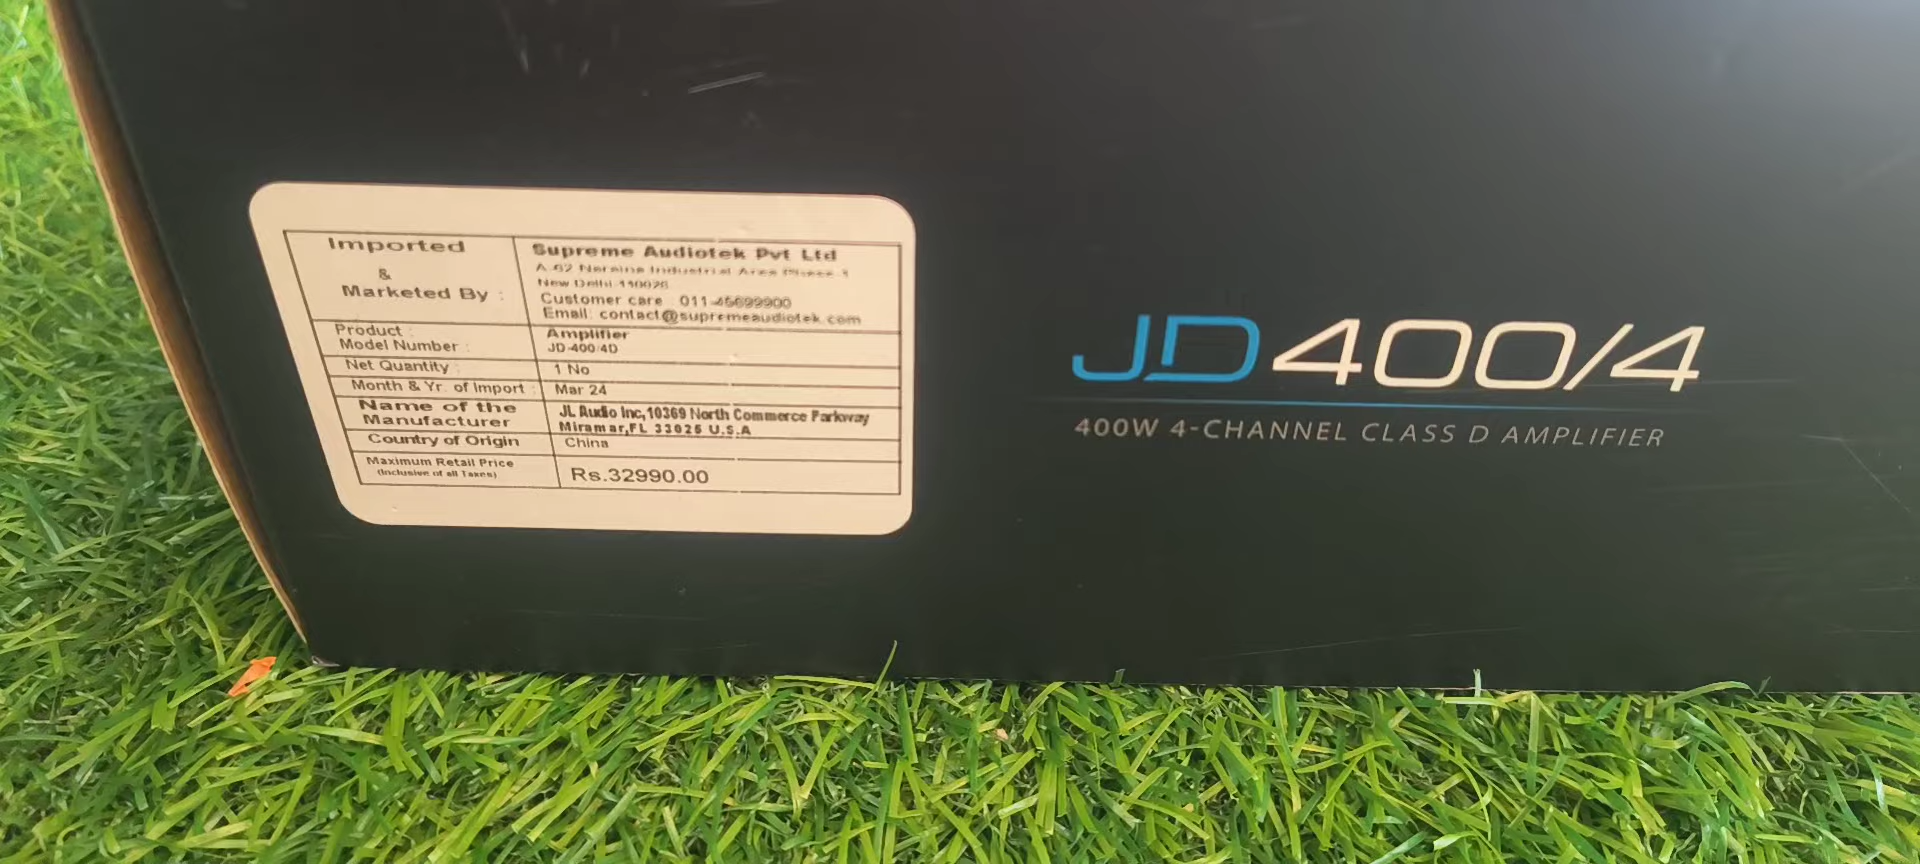 Imported
&
Marketed By :
Supreme Audiotek Pvt Ltd
A-62 Naraina Industrial Area Phase-1
New Delhi-110028
Customer care : 011-45699900
Email: contact@supremeaudiotek.com
Product :
Amplifier
Model Number :
JD-400/4D
Net Quantity :
1 No
Month & Yr. of Import :
Mar 24
Name of the
Manufacturer
JL Audio Inc,10369 North Commerce Parkway
Miramar,FL 33025 U.S.A
Country of Origin
China
Maximum Retail Price
(Inclusive of all Taxes)
Rs.32990.00
JD400/4
400W 4-CHANNEL CLASS D AMPLIFIER